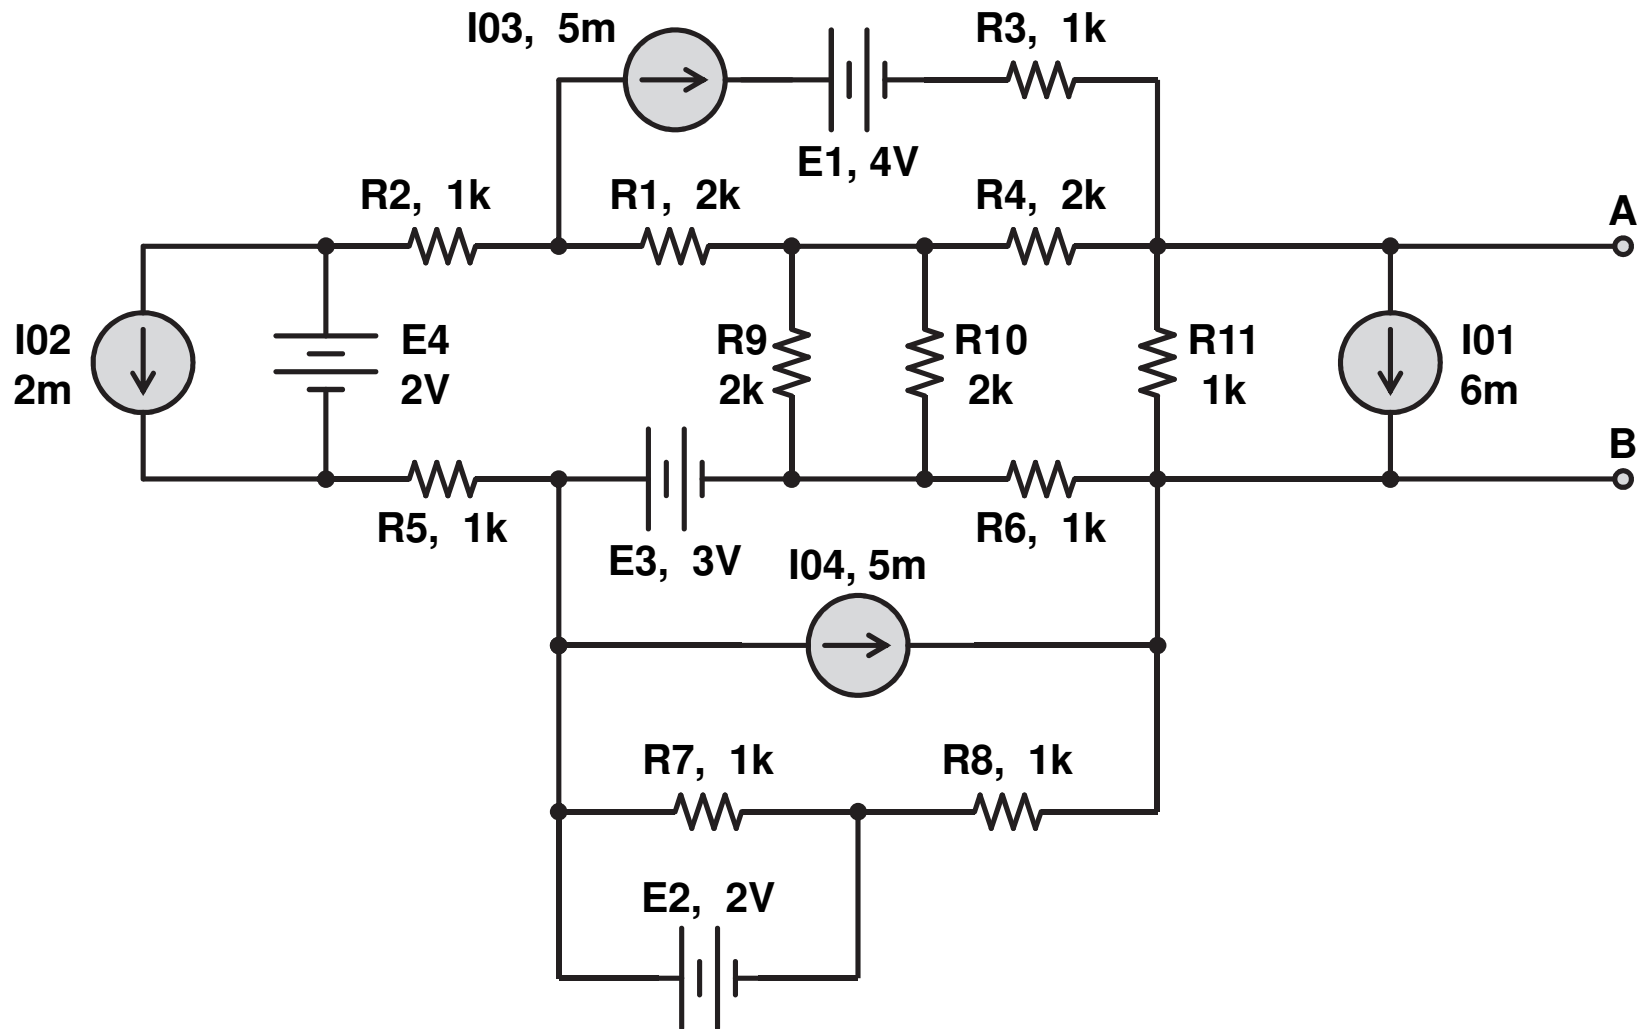 I03, 5m
R3, 1k
E1, 4V
R2, 1k
R1, 2k
R4, 2k
A
I02
2m
E4
2V
R9
2k
R10
2k
R11
1k
I01
6m
B
R5, 1k
E3, 3V
R6, 1k
I04, 5m
R7, 1k
R8, 1k
E2, 2V